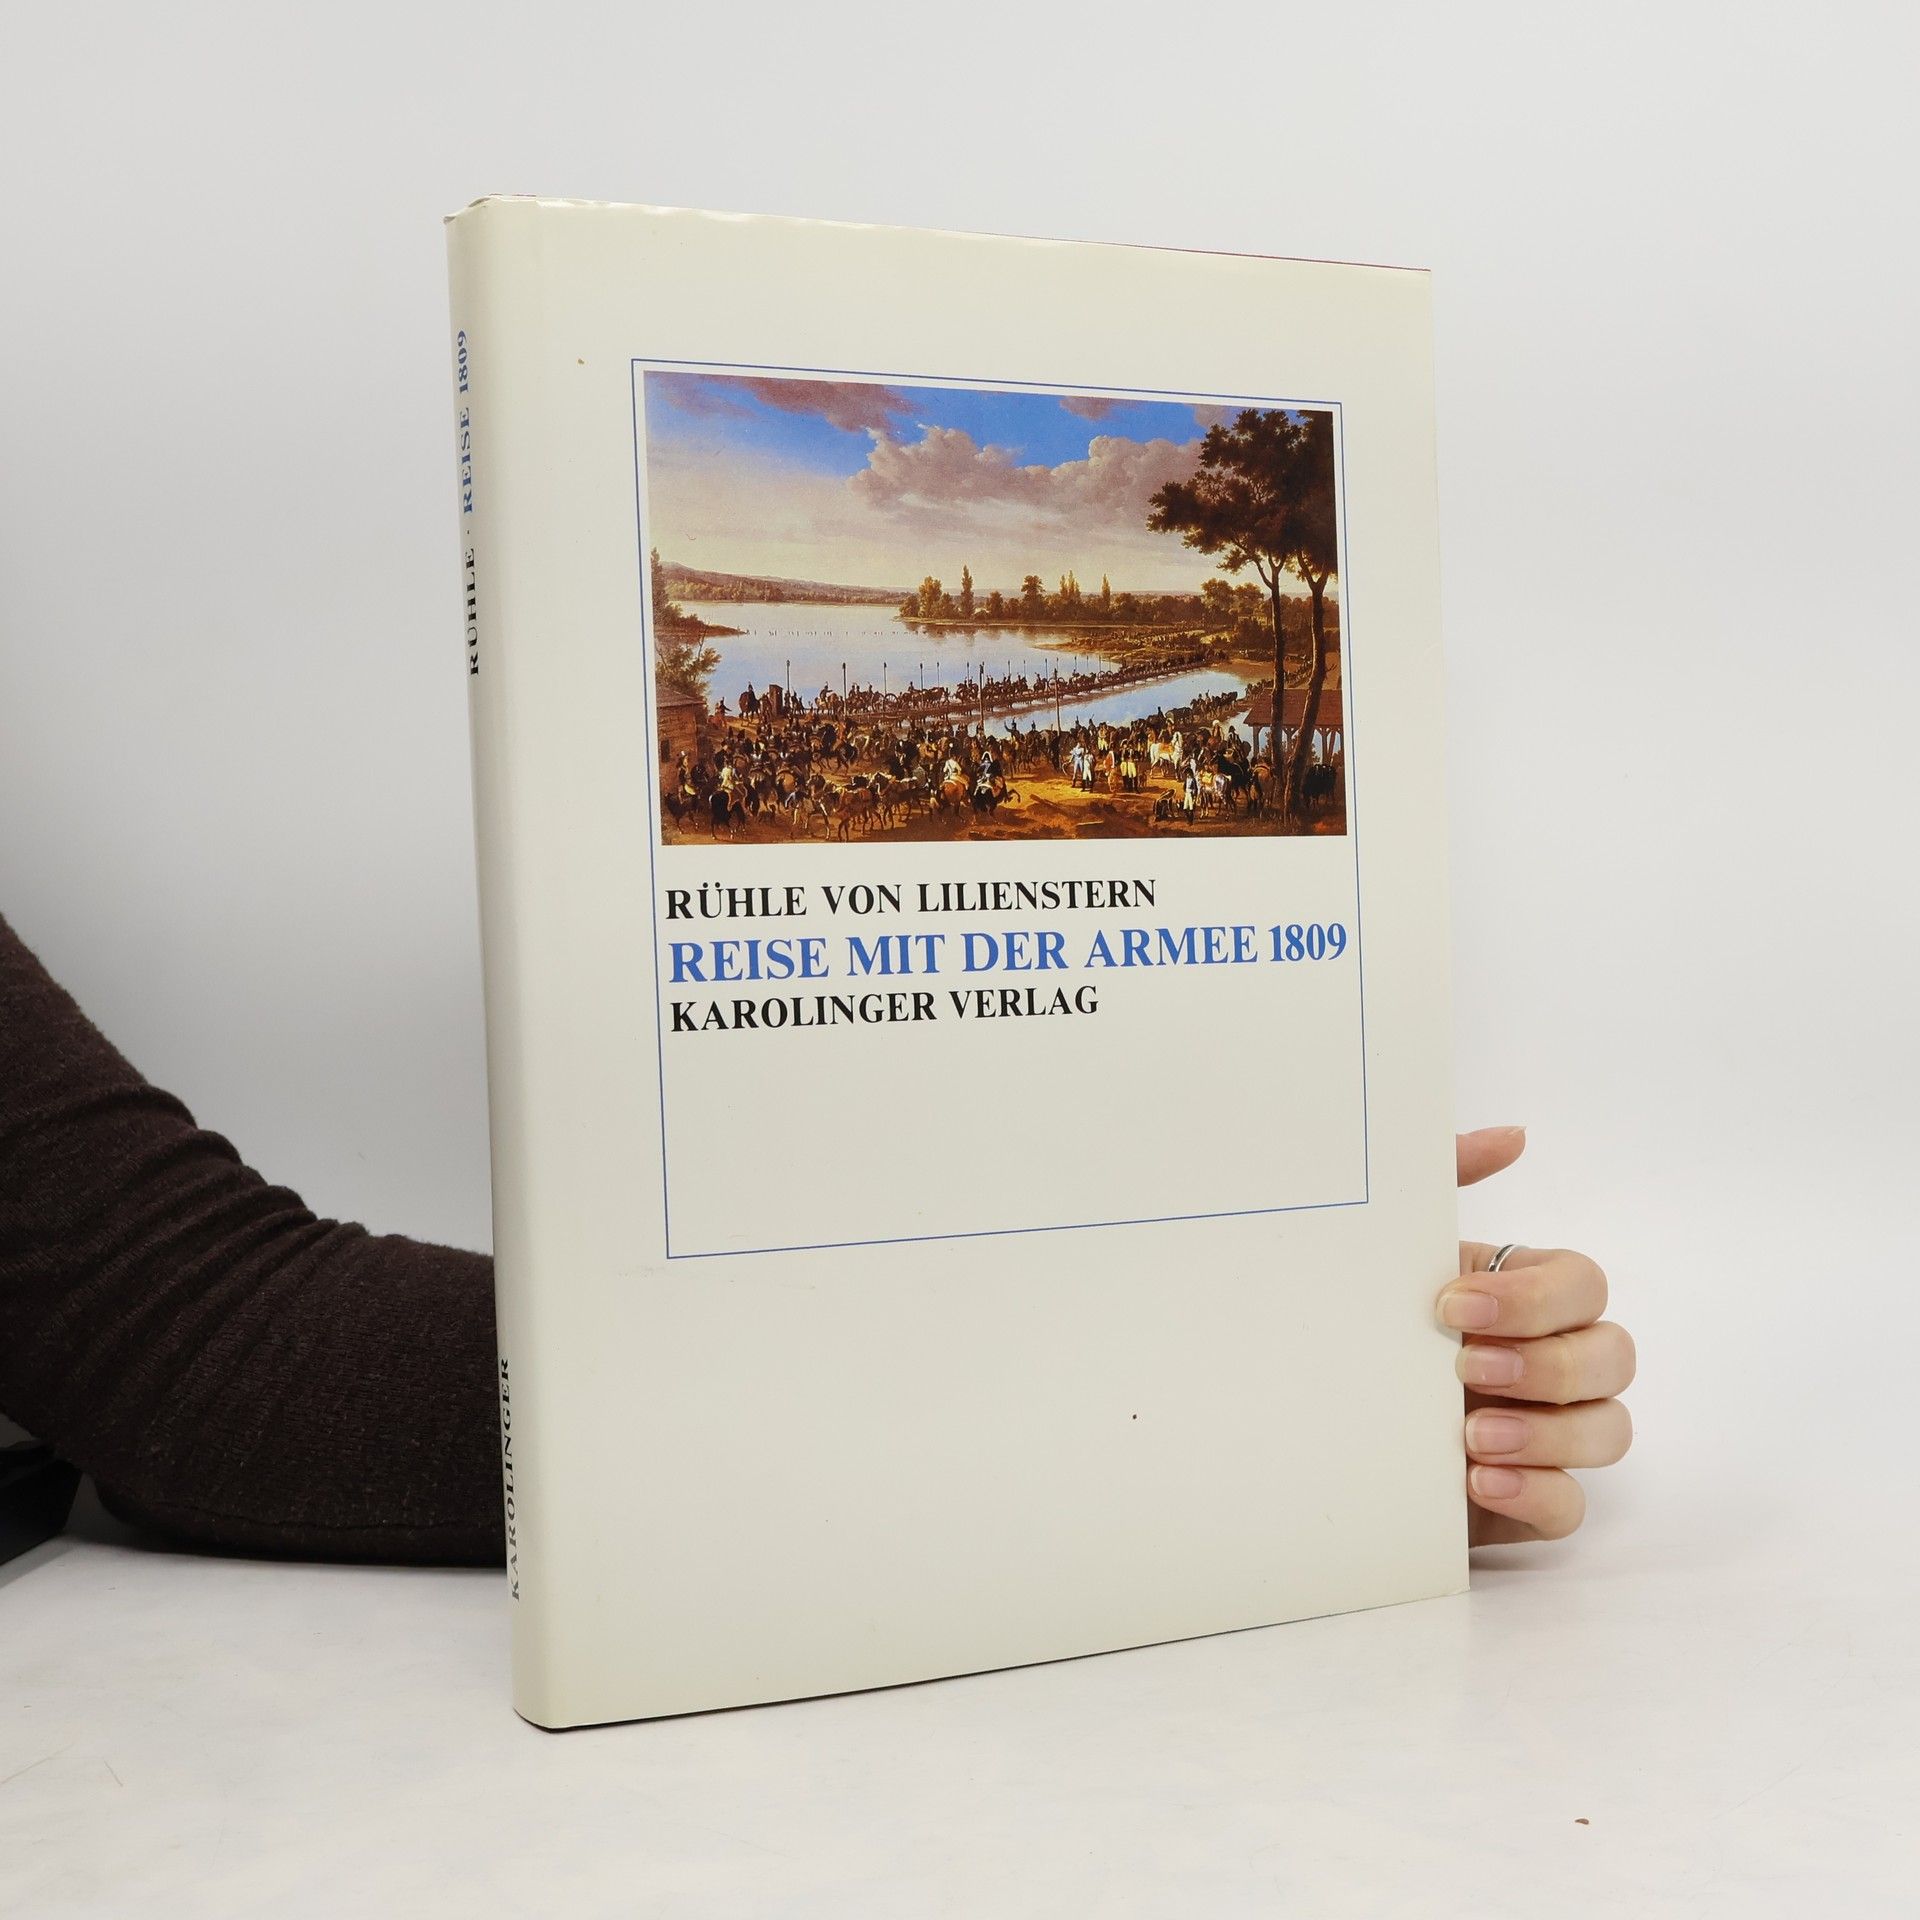 RÜHLE · REISE 1809
KAROLINGER
RÜHLE VON LILIENSTERN
REISE MIT DER ARMEE 1809
KAROLINGER VERLAG